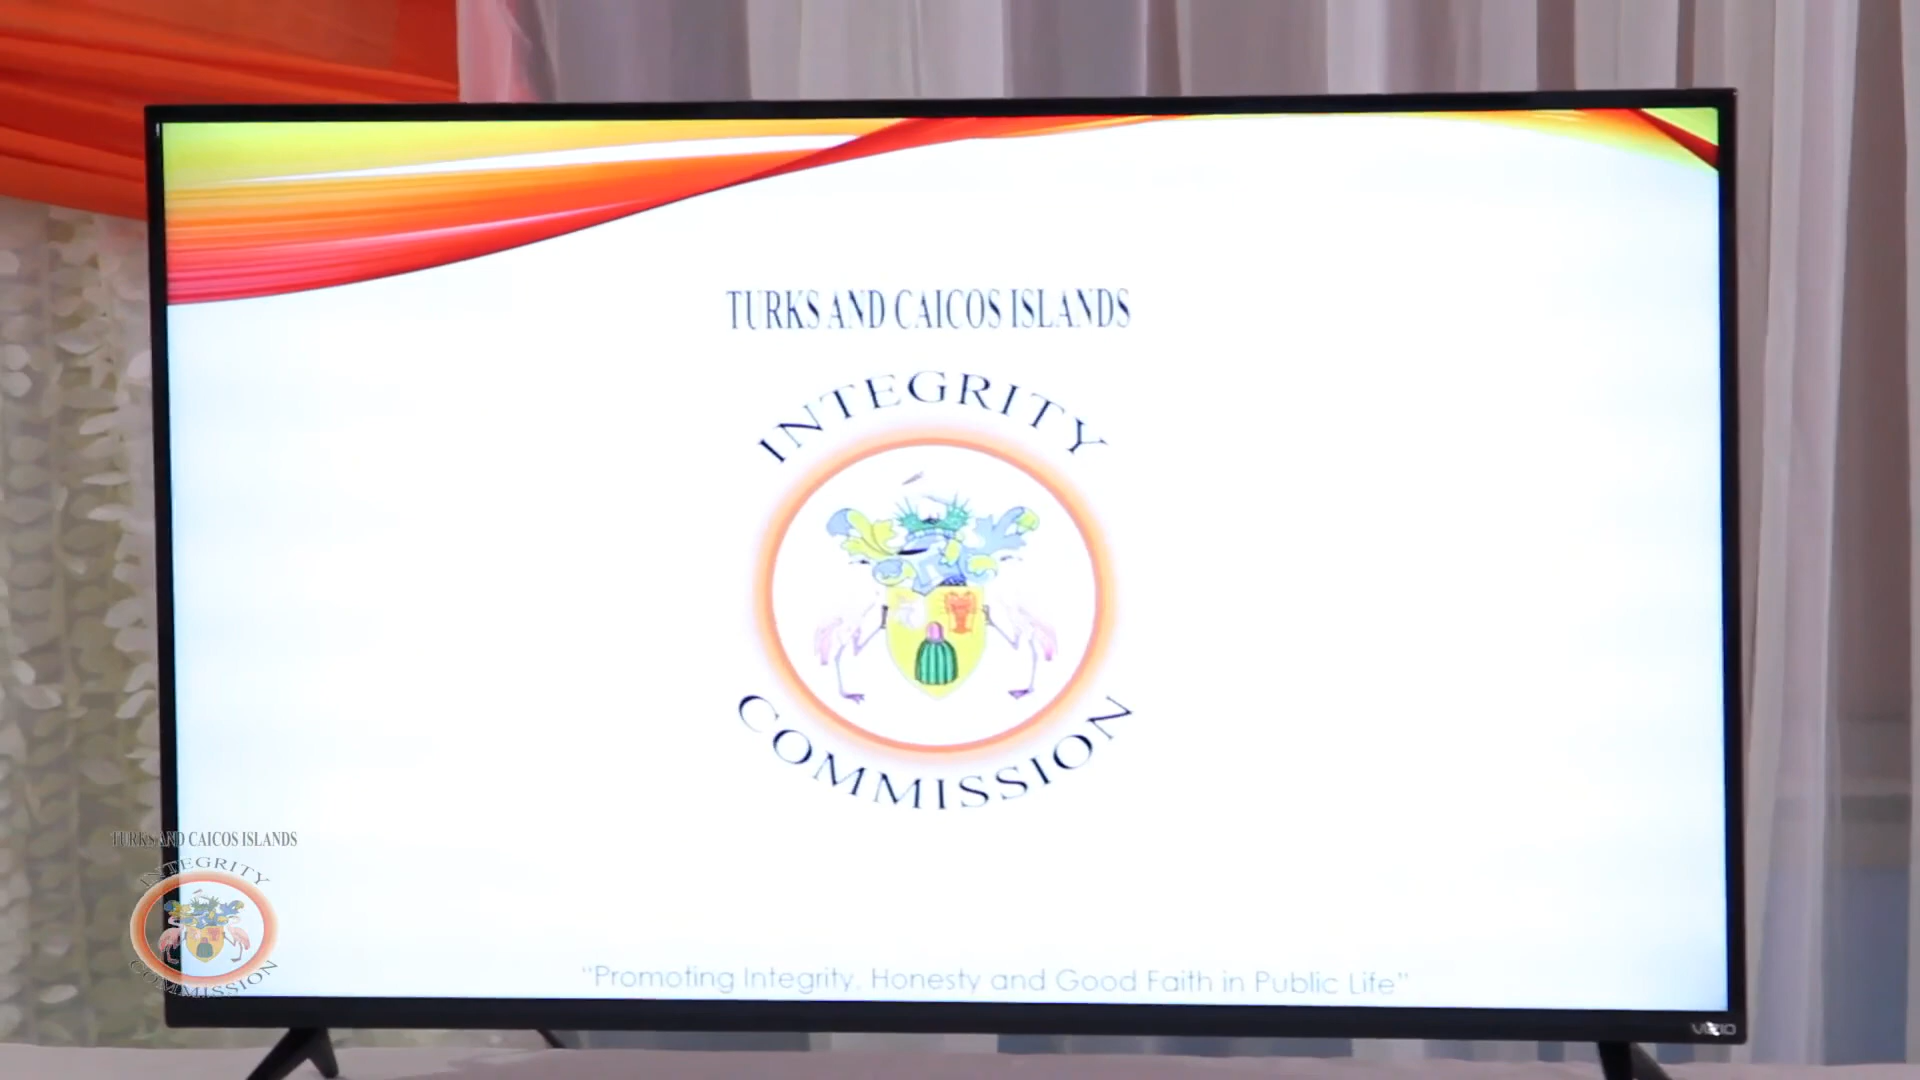 TURKS AND CAICOS ISLANDS
INTEGRITY
COMMISSION
"Promoting Integrity, Honesty and Good Faith in Public Life"
VIZIO
TURKS AND CAICOS ISLANDS
INTEGRITY
COMMISSION